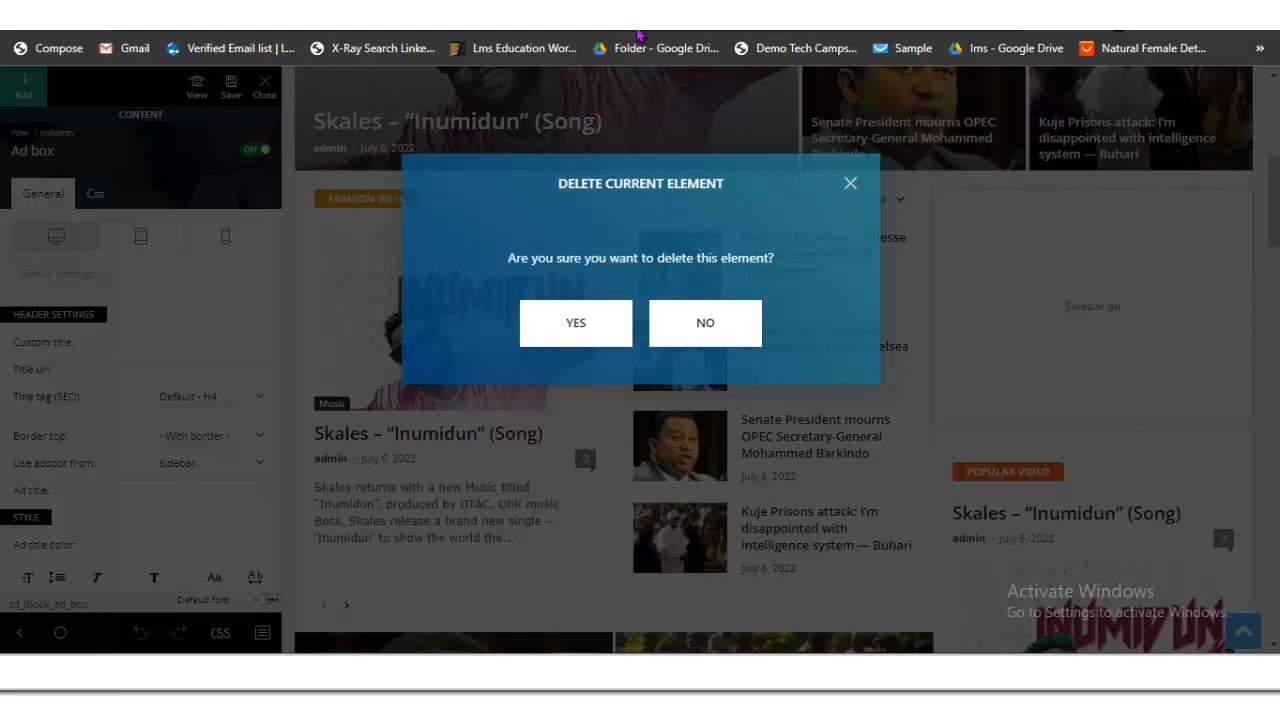 Compose Gmail Verified Email list | L... X-Ray Search Linke... Lms Education Wor... Folder - Google Dri... Demo Tech Camps... Sample lms - Google Drive Natural Female Det... »
Add View Save Close
CONTENT
row column
Ad box ON
General Css
Search settings
HEADER SETTINGS
Custom title:
Title url:
Title tag (SEO) Default - H4
Border top: - With border -
Use adspot from: sidebar
Ad title:
STYLE
Ad title color
Default font
td_block_ad_box
CSS
Skales – “Inumidun” (Song)
admin - July 6, 2022
Senate President mourns
OPEC
Secretary-General Mohammed
Barkindo
Kuje Prisons attack: I’m
disappointed with intelligence
system — Buhari
DELETE CURRENT ELEMENT
Are you sure you want to delete this element?
YES NO
FASHION WEE
INUMIDUN
Music
Skales – “Inumidun” (Song)
admin - July 6, 2022 0
Skales returns with a new Music titled
“Inumidun”, produced by DTAC. OhK music
Boss, Skales release a brand new single –
“Inumidun” to show the world the...
Senate President mourns
OPEC Secretary-General
Mohammed Barkindo
July 6, 2022
Kuje Prisons attack: I’m
disappointed with
intelligence system — Buhari
July 6, 2022
Sidebar ad
POPULAR VIDEO
Skales – “Inumidun” (Song)
admin - July 6, 2022 0
INUMIDUN
Activate Windows
Go to Settings to activate Windows.